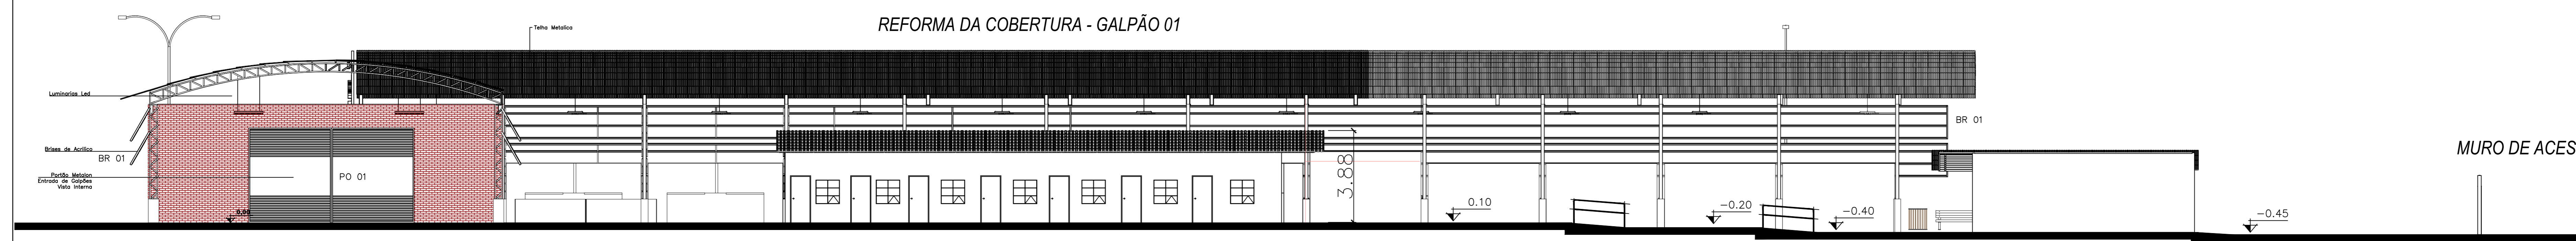 REFORMA DA COBERTURA - GALPÃO 01
Telha Metalica
Luminarias Led
Brises de Acrilico
BR 01
Portão Metalon
Entrada de Galpões
Vista Interna
PO 01
0.00
3.88
0.10
-0.20
-0.40
BR 01
-0.45
MURO DE ACES